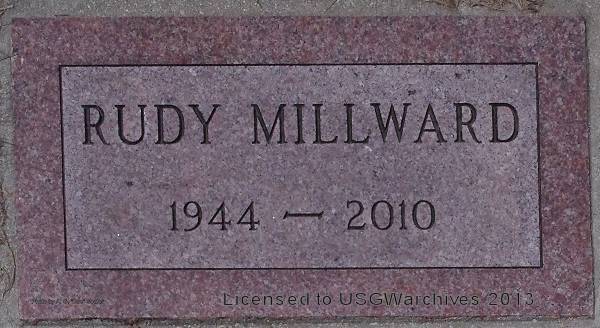 RUDY MILLWARD
1944 — 2010
Licensed to USGWarchives 2013